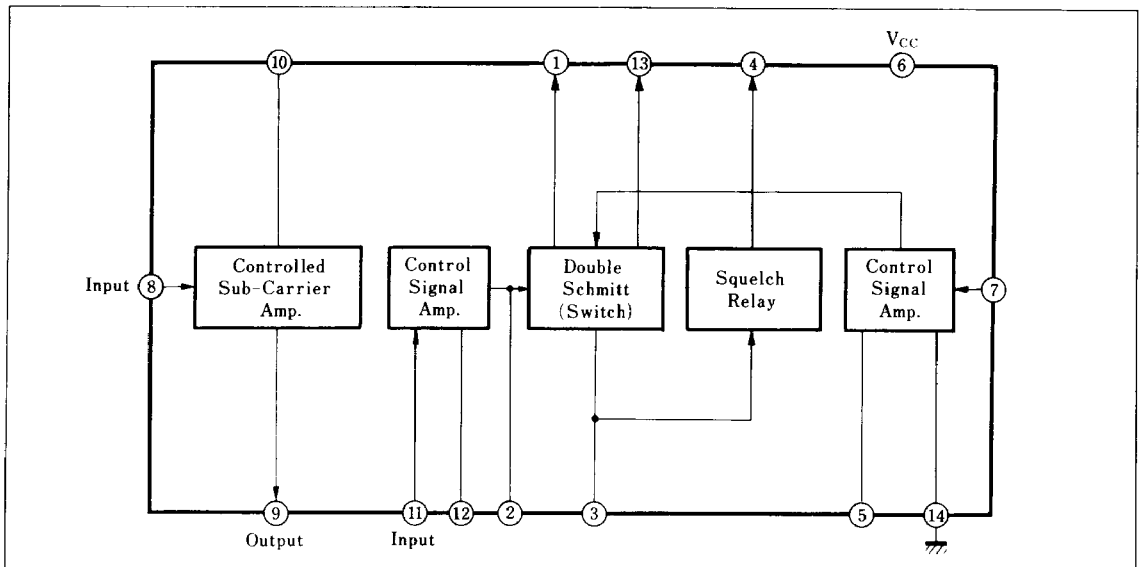 VCC
10
1
13
4
6
Input
8
Controlled
Sub-Carrier
Amp.
Control
Signal
Amp.
Double
Schmitt
(Switch)
Squelch
Relay
Control
Signal
Amp.
7
9
11
12
2
3
5
14
Output
Input